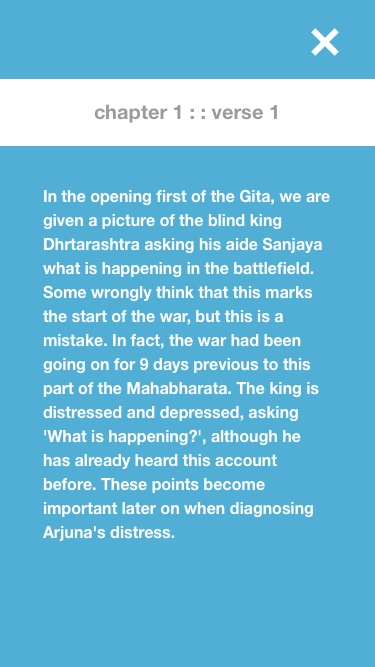 chapter 1 : : verse 1
In the opening first of the Gita, we are
given a picture of the blind king
Dhrtarashtra asking his aide Sanjaya
what is happening in the battlefield.
Some wrongly think that this marks
the start of the war, but this is a
mistake. In fact, the war had been
going on for 9 days previous to this
part of the Mahabharata. The king is
distressed and depressed, asking
'What is happening?', although he
has already heard this account
before. These points become
important later on when diagnosing
Arjuna's distress.